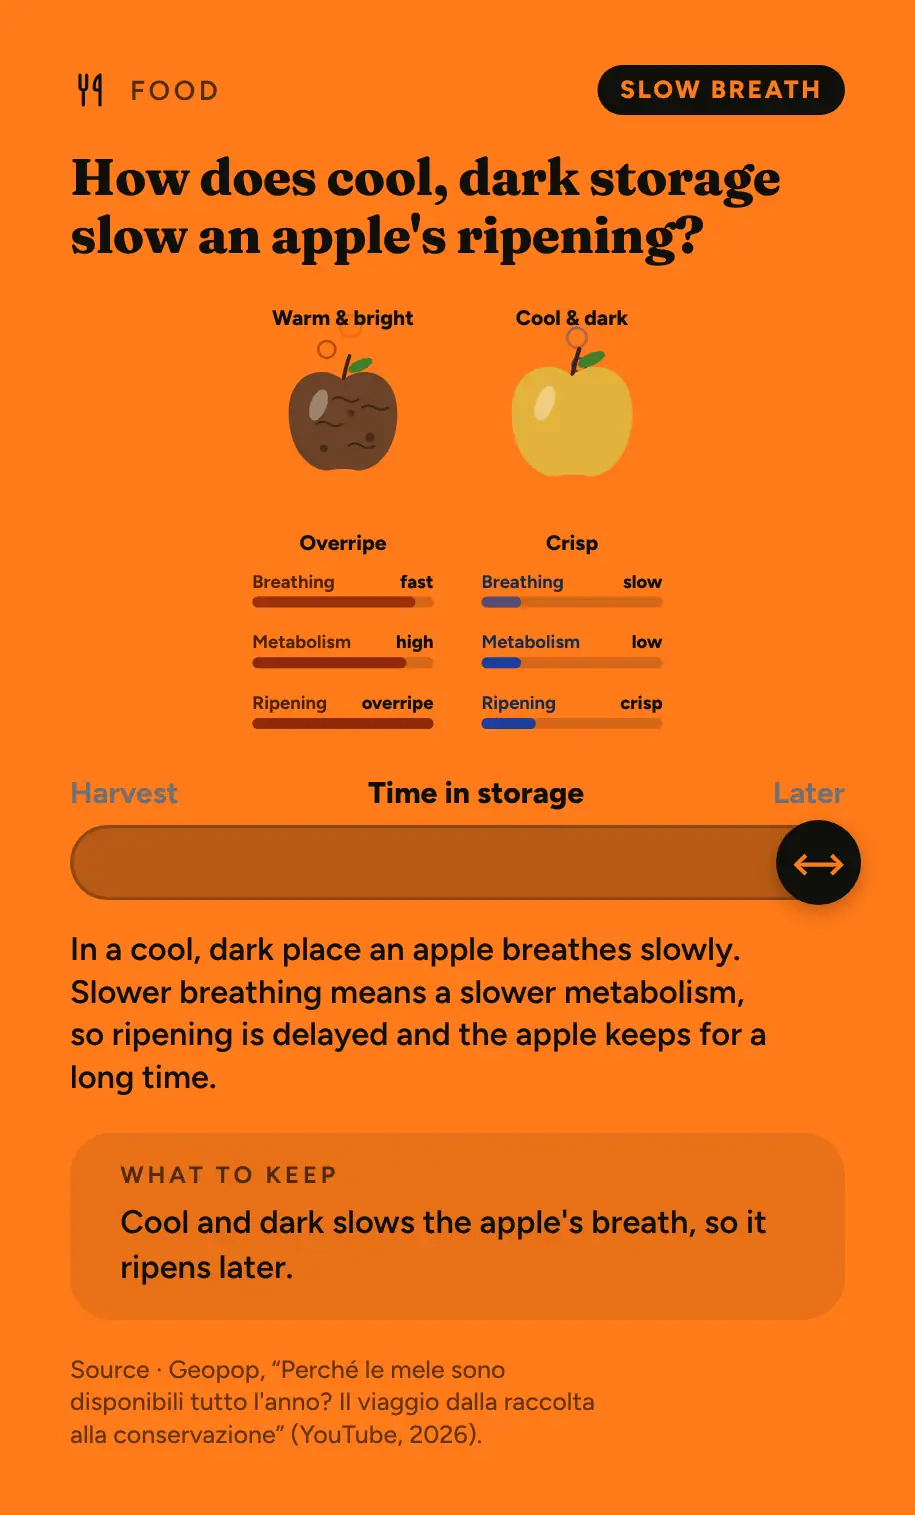 FOOD
SLOW BREATH
How does cool, dark storage
slow an apple's ripening?
Warm & bright
Cool & dark
Overripe
Crisp
Breathing fast
Breathing slow
Metabolism high
Metabolism low
Ripening overripe
Ripening crisp
Harvest
Time in storage
Later
In a cool, dark place an apple breathes slowly.
Slower breathing means a slower metabolism,
so ripening is delayed and the apple keeps for a
long time.
WHAT TO KEEP
Cool and dark slows the apple's breath, so it
ripens later.
Source · Geopop, “Perché le mele sono
disponibili tutto l'anno? Il viaggio dalla raccolta
alla conservazione” (YouTube, 2026).